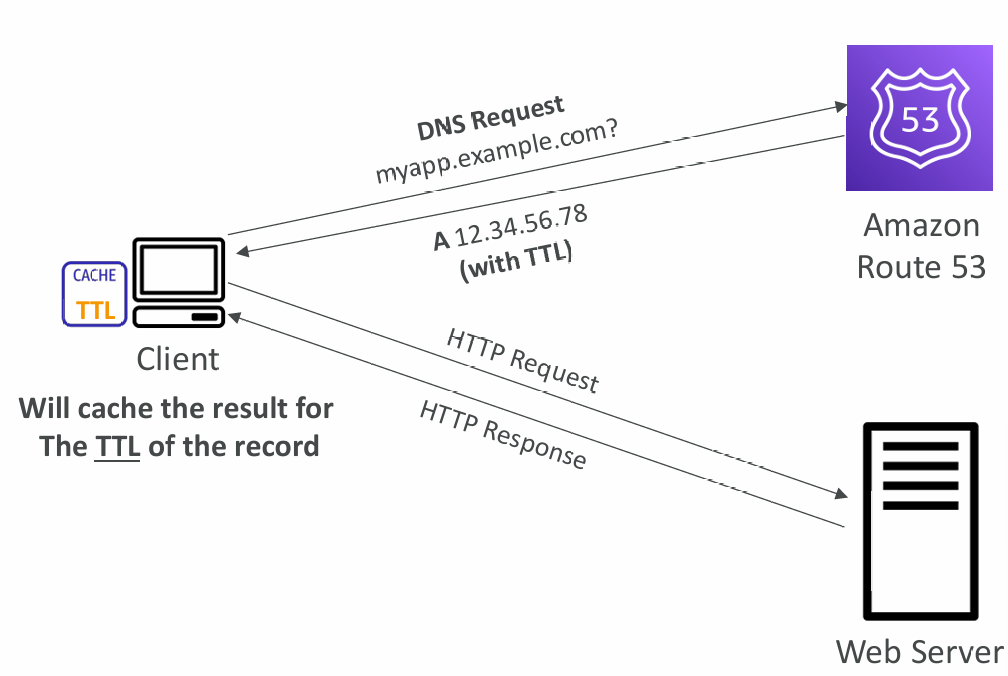 DNS Request
myapp.example.com?
53
Amazon
Route 53
A 12.34.56.78
(with TTL)
CACHE
TTL
Client
Will cache the result for
The TTL of the record
HTTP Request
HTTP Response
Web Server